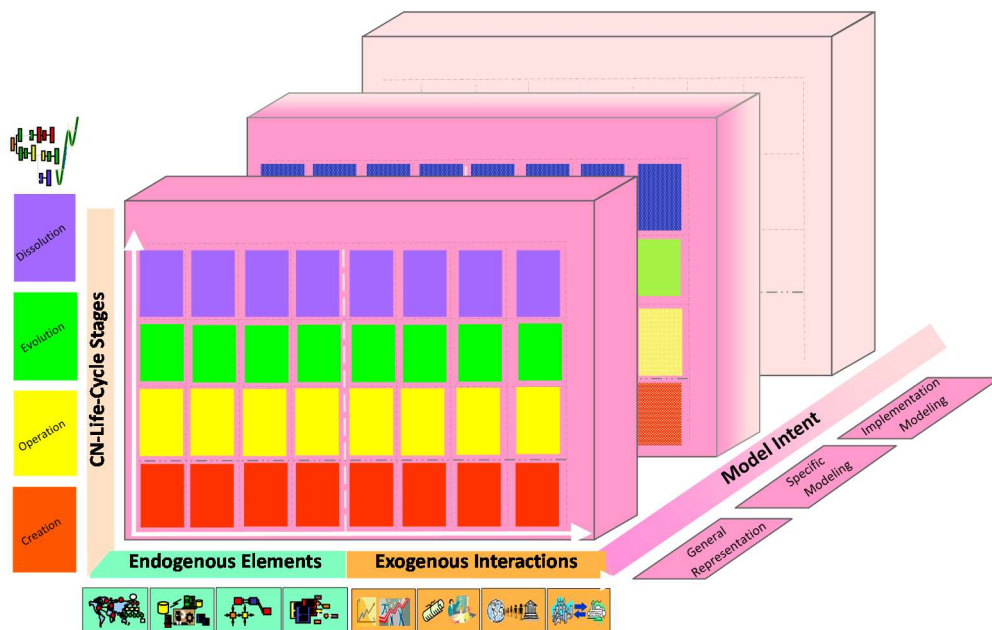 Dissolution
Evolution
Operation
Creation
CN-Life-Cycle Stages
Endogenous Elements
Exogenous Interactions
Model Intent
General
Representation
Specific
Modeling
Implementation
Modeling